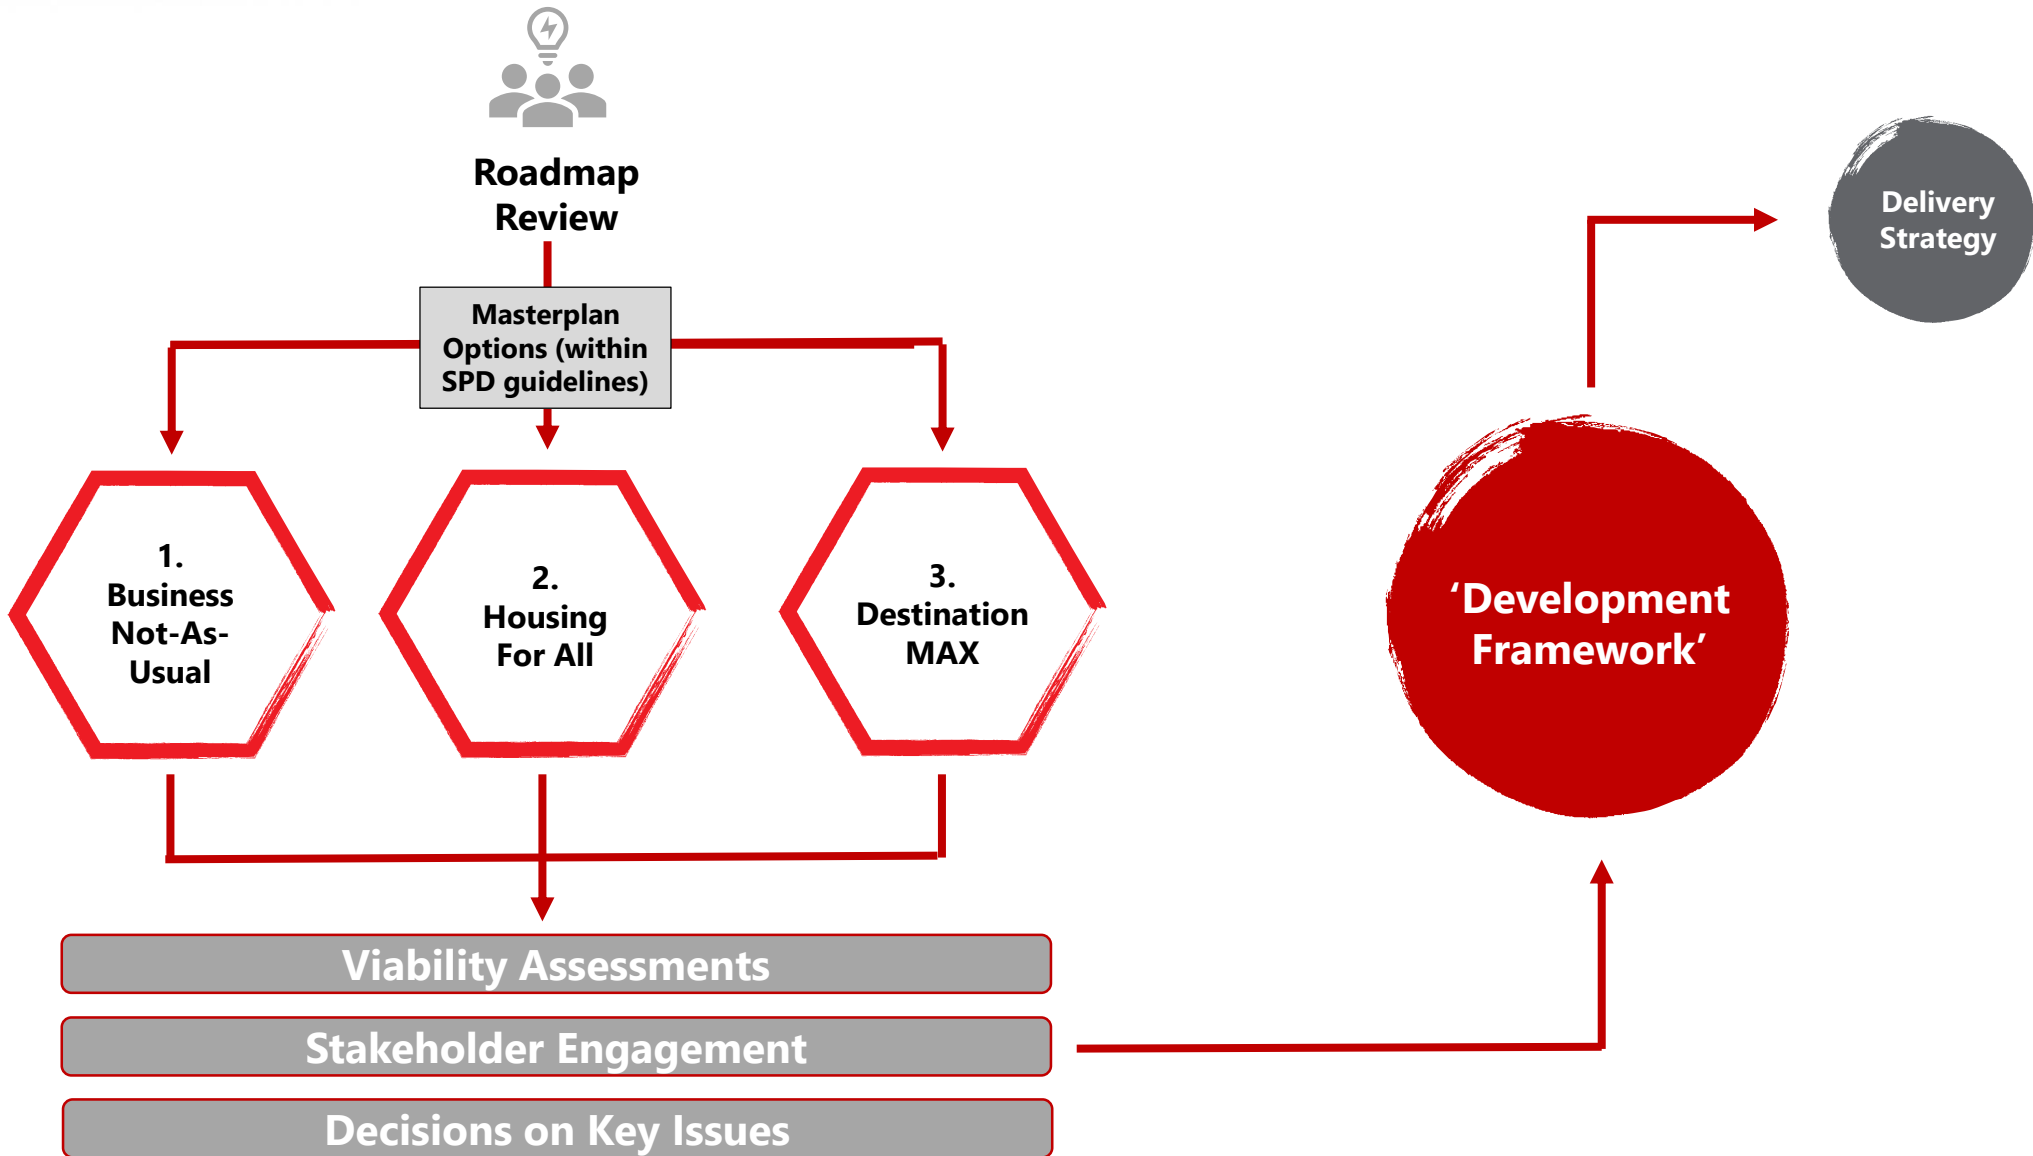 Roadmap
Review
Masterplan
Options (within
SPD guidelines)
1.
Business
Not-As-
Usual
2.
Housing
For All
3.
Destination
MAX
Viability Assessments
Stakeholder Engagement
Decisions on Key Issues
‘Development
Framework’
Delivery
Strategy